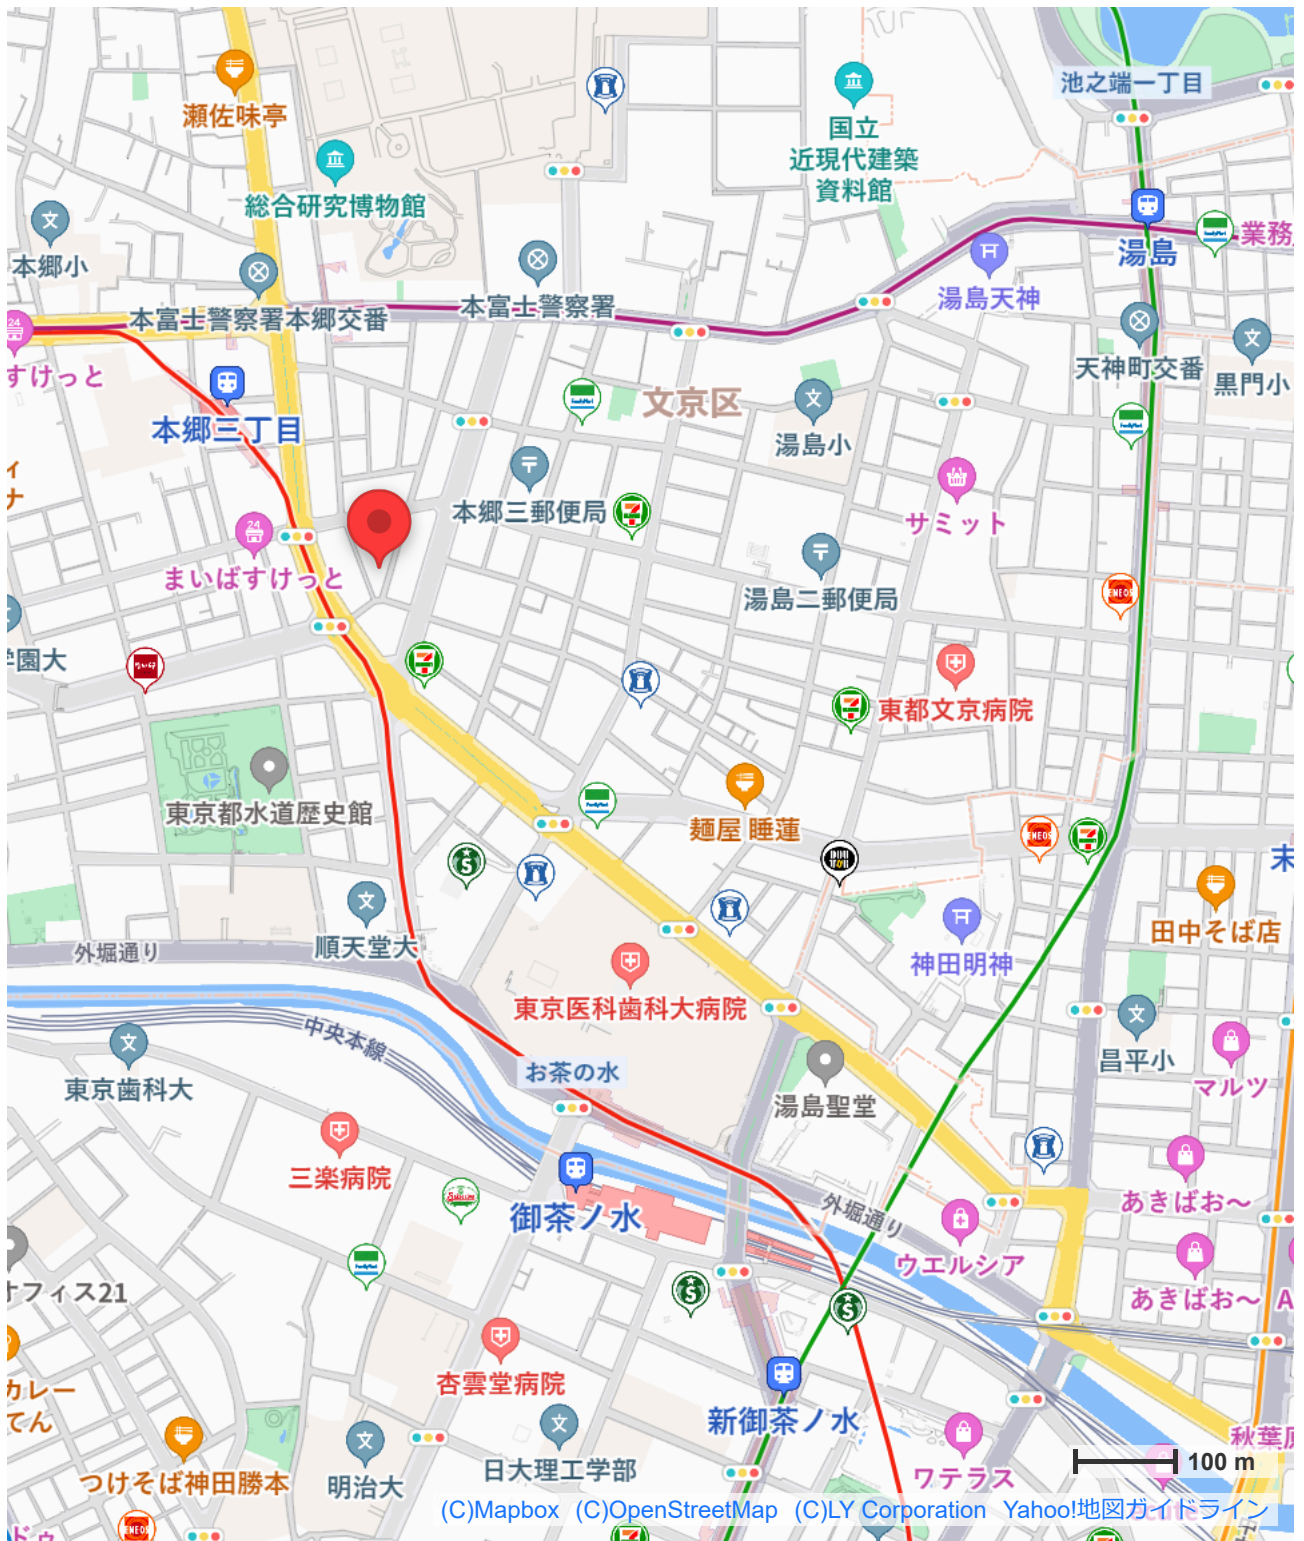 池之端一丁目
瀬佐味亭
国立
近現代建築
資料館
総合研究博物館
業務
湯島
本郷小
湯島天神
本富士警察署
本富士警察署本郷交番
24
すけっと
天神町交番
黒門小
文京区
本郷三丁目
湯島小
本郷三郵便局
サミット
24
まいばすけっと
湯島二郵便局
ENEOS
学園大
東都文京病院
東京都水道歴史館
麺屋 睡蓮
ENEOS
末
田中そば店
順天堂大
外堀通り
神田明神
東京医科歯科大病院
中央本線
お茶の水
東京歯科大
昌平小
マルツ
湯島聖堂
三楽病院
あきばお〜
御茶ノ水
外堀通り
ウエルシア
オフィス21
あきばお〜
A
杏雲堂病院
カレー
てん
新御茶ノ水
秋葉原
日大理工学部
ワテラス
つけそば神田勝本
明治大
100 m
(C)Mapbox (C)OpenStreetMap (C)LY Corporation Yahoo!地図ガイドライン
ENEOS